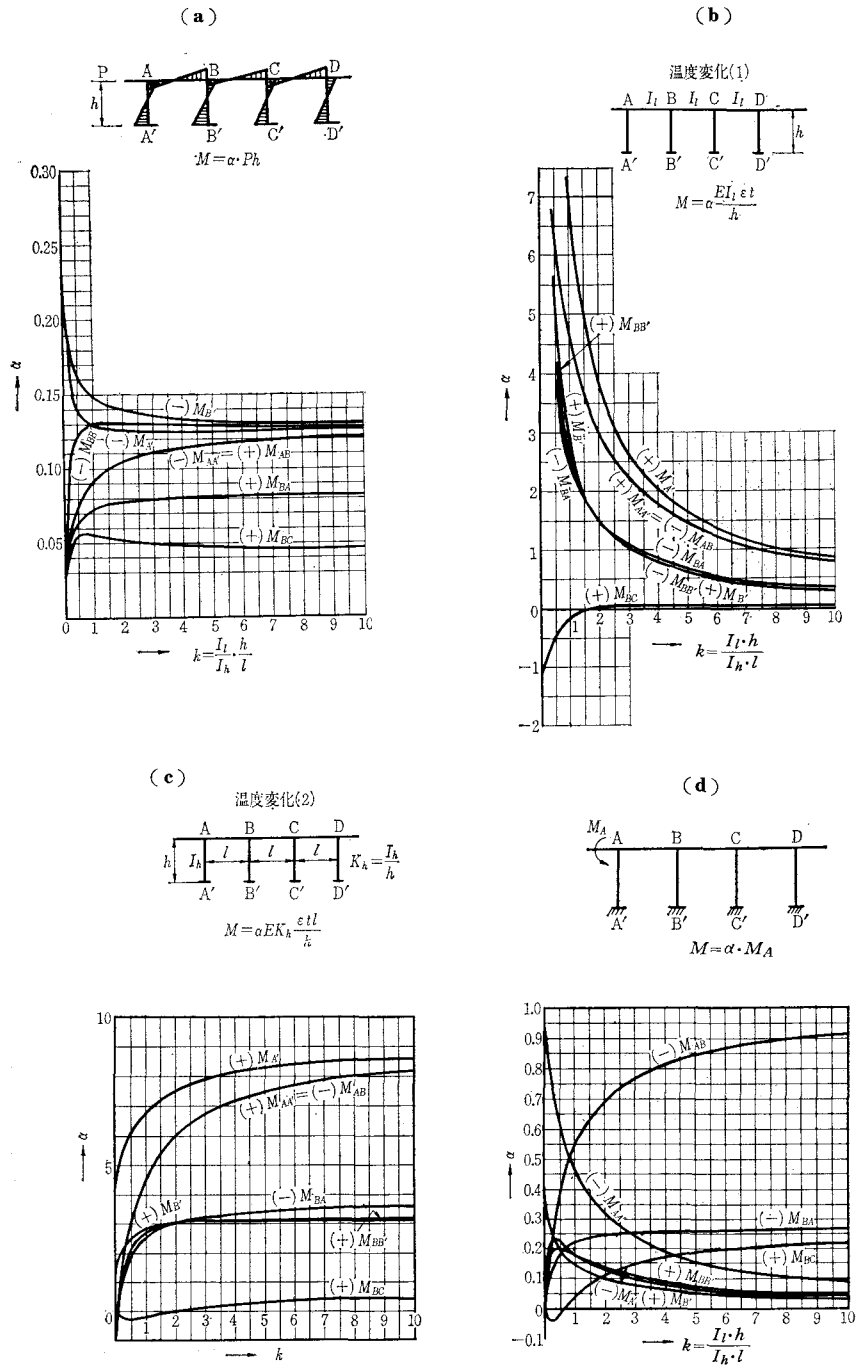 (a)
P A B C D
h
A′ B′ C′ D′
M=α·Ph
0.30
0.25
0.20
0.15
0.10
0.05
α
(−) M_B′
(−) M_BB′
(−) M_A′
(−) M_AA′=(+) M_AB
(+) M_BA
(+) M_BC
0 1 2 3 4 5 6 7 8 9 10
k=I_l/I_h·h/l
(b)
温度変化(1)
A I_l B I_l C I_l D
h
A′ B′ C′ D′
M=α EI_l εt/h
7
6
5
4
3
2
1
0
−1
−2
α
(+) M_BB′
(+) M_B′
(−) M_BA
(+) M_A′
(+) M_AA′=(−) M_AB
(−) M_BA
(−) M_BB′ (+) M_B′
(+) M_BC
1 2 3 4 5 6 7 8 9 10
k=I_l·h/I_h·l
(c)
温度変化(2)
A B C D
h I_h l l l K_h=I_h/h
A′ B′ C′ D′
M=αEK_h εtl/h
10
5
0
α
(+) M_A′
(+) M_AA′=(−) M_AB
(+) M_B′
(−) M_BA
(+) M_BB′
(+) M_BC
0 1 2 3 4 5 6 7 8 9 10
k
(d)
M_A A B C D
A′ B′ C′ D′
M=α·M_A
1.0
0.9
0.8
0.7
0.6
0.5
0.4
0.3
0.2
0.1
0
−0.1
α
(−) M_AB
(−) M_AA′
(−) M_BA
(+) M_BC
(+) M_BB′
(−) M_A′ (+) M_B′
1 2 3 4 5 6 7 8 9 10
k=I_l·h/I_h·l